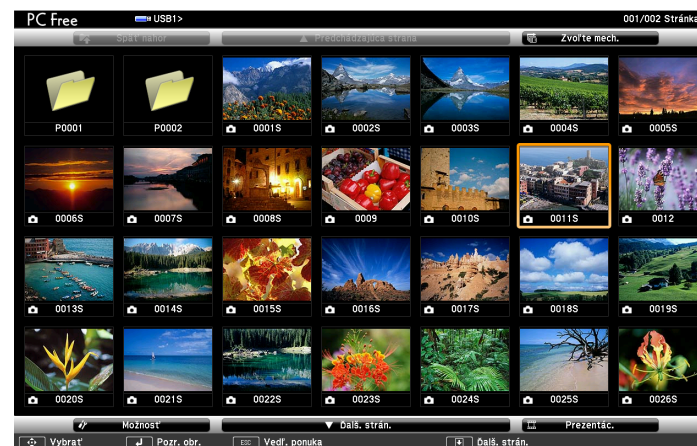 PC Free USB1> 001/002 Stránka
Späť nahor Predchádzajúca strana Zvoľte mech.
P0001 P0002 0001S 0002S 0003S 0004S 0005S
0006S 0007S 0008S 0009 0010S 0011S 0012
0013S 0014S 0015S 0016S 0017S 0018S 0019S
0020S 0021S 0022S 0023S 0024S 0025S 0026S
Možnosť Ďalš. strán. Prezentác.
Vybrať Pozr. obr. ESC Vedľ. ponuka Ďalš. strán.